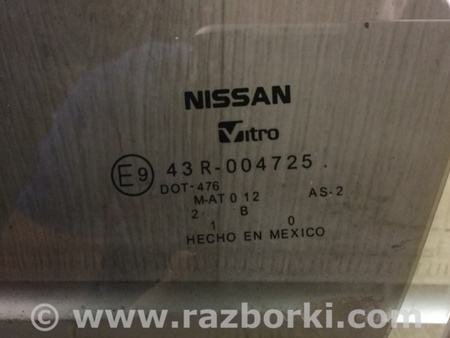 NISSAN
Vitro
E9 43R-004725 .
DOT-476
M-AT 0 12 AS-2
2 B
1 0
HECHO EN MEXICO
© www.razborki.com